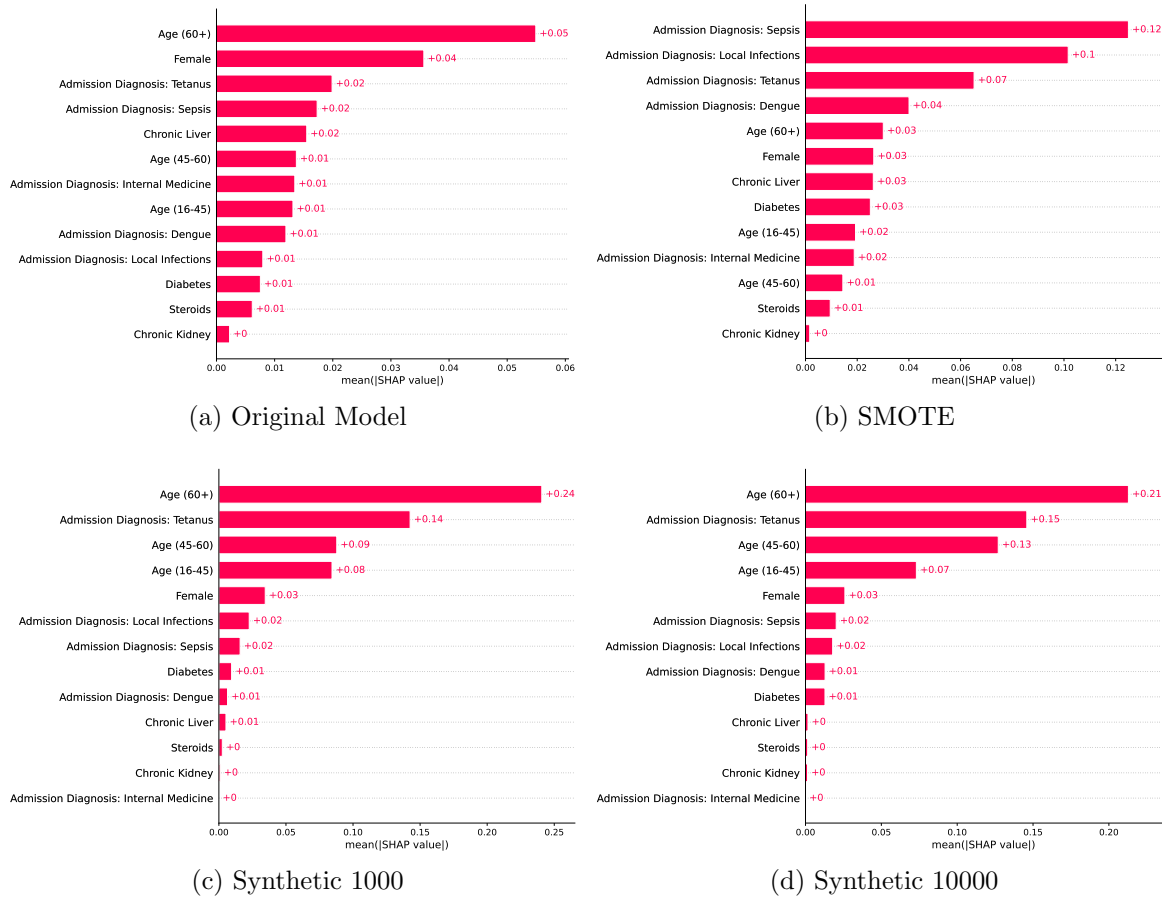 Age (60+) +0.05
Female +0.04
Admission Diagnosis: Tetanus +0.02
Admission Diagnosis: Sepsis +0.02
Chronic Liver +0.02
Age (45-60) +0.01
Admission Diagnosis: Internal Medicine +0.01
Age (16-45) +0.01
Admission Diagnosis: Dengue +0.01
Admission Diagnosis: Local Infections +0.01
Diabetes +0.01
Steroids +0.01
Chronic Kidney +0
0.00 0.01 0.02 0.03 0.04 0.05 0.06
mean(|SHAP value|)
(a) Original Model
Admission Diagnosis: Sepsis +0.12
Admission Diagnosis: Local Infections +0.1
Admission Diagnosis: Tetanus +0.07
Admission Diagnosis: Dengue +0.04
Age (60+) +0.03
Female +0.03
Chronic Liver +0.03
Diabetes +0.03
Age (16-45) +0.02
Admission Diagnosis: Internal Medicine +0.02
Age (45-60) +0.01
Steroids +0.01
Chronic Kidney +0
0.00 0.02 0.04 0.06 0.08 0.10 0.12
mean(|SHAP value|)
(b) SMOTE
Age (60+) +0.24
Admission Diagnosis: Tetanus +0.14
Age (45-60) +0.09
Age (16-45) +0.08
Female +0.03
Admission Diagnosis: Local Infections +0.02
Admission Diagnosis: Sepsis +0.02
Diabetes +0.01
Admission Diagnosis: Dengue +0.01
Chronic Liver +0.01
Steroids +0
Chronic Kidney +0
Admission Diagnosis: Internal Medicine +0
0.00 0.05 0.10 0.15 0.20 0.25
mean(|SHAP value|)
(c) Synthetic 1000
Age (60+) +0.21
Admission Diagnosis: Tetanus +0.15
Age (45-60) +0.13
Age (16-45) +0.07
Female +0.03
Admission Diagnosis: Sepsis +0.02
Admission Diagnosis: Local Infections +0.02
Admission Diagnosis: Dengue +0.01
Diabetes +0.01
Chronic Liver +0
Steroids +0
Chronic Kidney +0
Admission Diagnosis: Internal Medicine +0
0.00 0.05 0.10 0.15 0.20
mean(|SHAP value|)
(d) Synthetic 10000